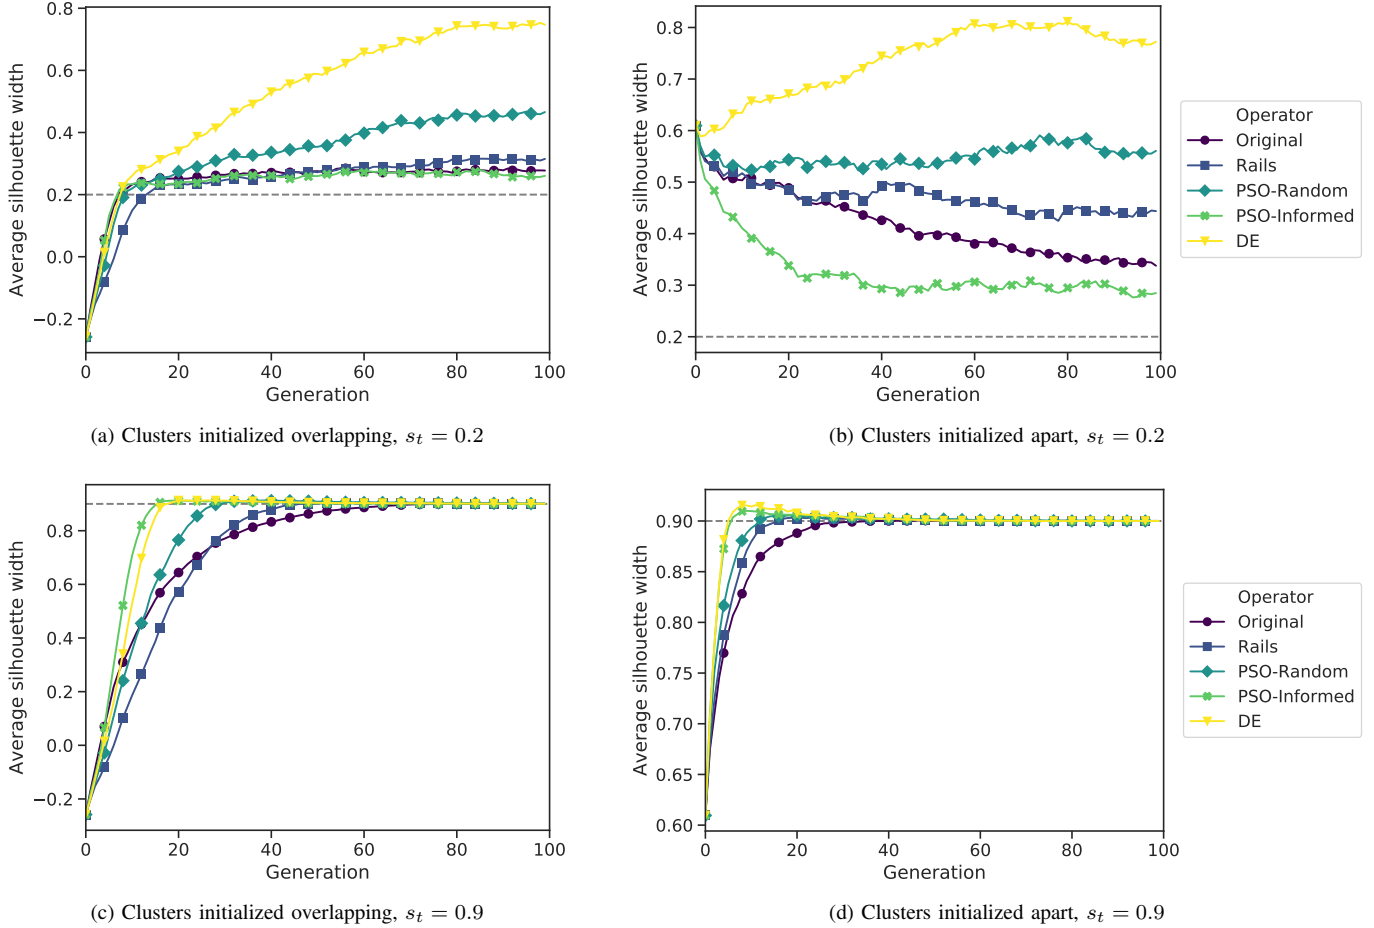 0.8
0.6
0.4
0.2
0.0
−0.2
Average silhouette width
0 20 40 60 80 100
Generation
(a) Clusters initialized overlapping, s_t = 0.2
0.8
0.7
0.6
0.5
0.4
0.3
0.2
Average silhouette width
0 20 40 60 80 100
Generation
(b) Clusters initialized apart, s_t = 0.2
Operator
Original
Rails
PSO-Random
PSO-Informed
DE
0.8
0.6
0.4
0.2
0.0
−0.2
Average silhouette width
0 20 40 60 80 100
Generation
(c) Clusters initialized overlapping, s_t = 0.9
0.90
0.85
0.80
0.75
0.70
0.65
0.60
Average silhouette width
0 20 40 60 80 100
Generation
(d) Clusters initialized apart, s_t = 0.9
Operator
Original
Rails
PSO-Random
PSO-Informed
DE